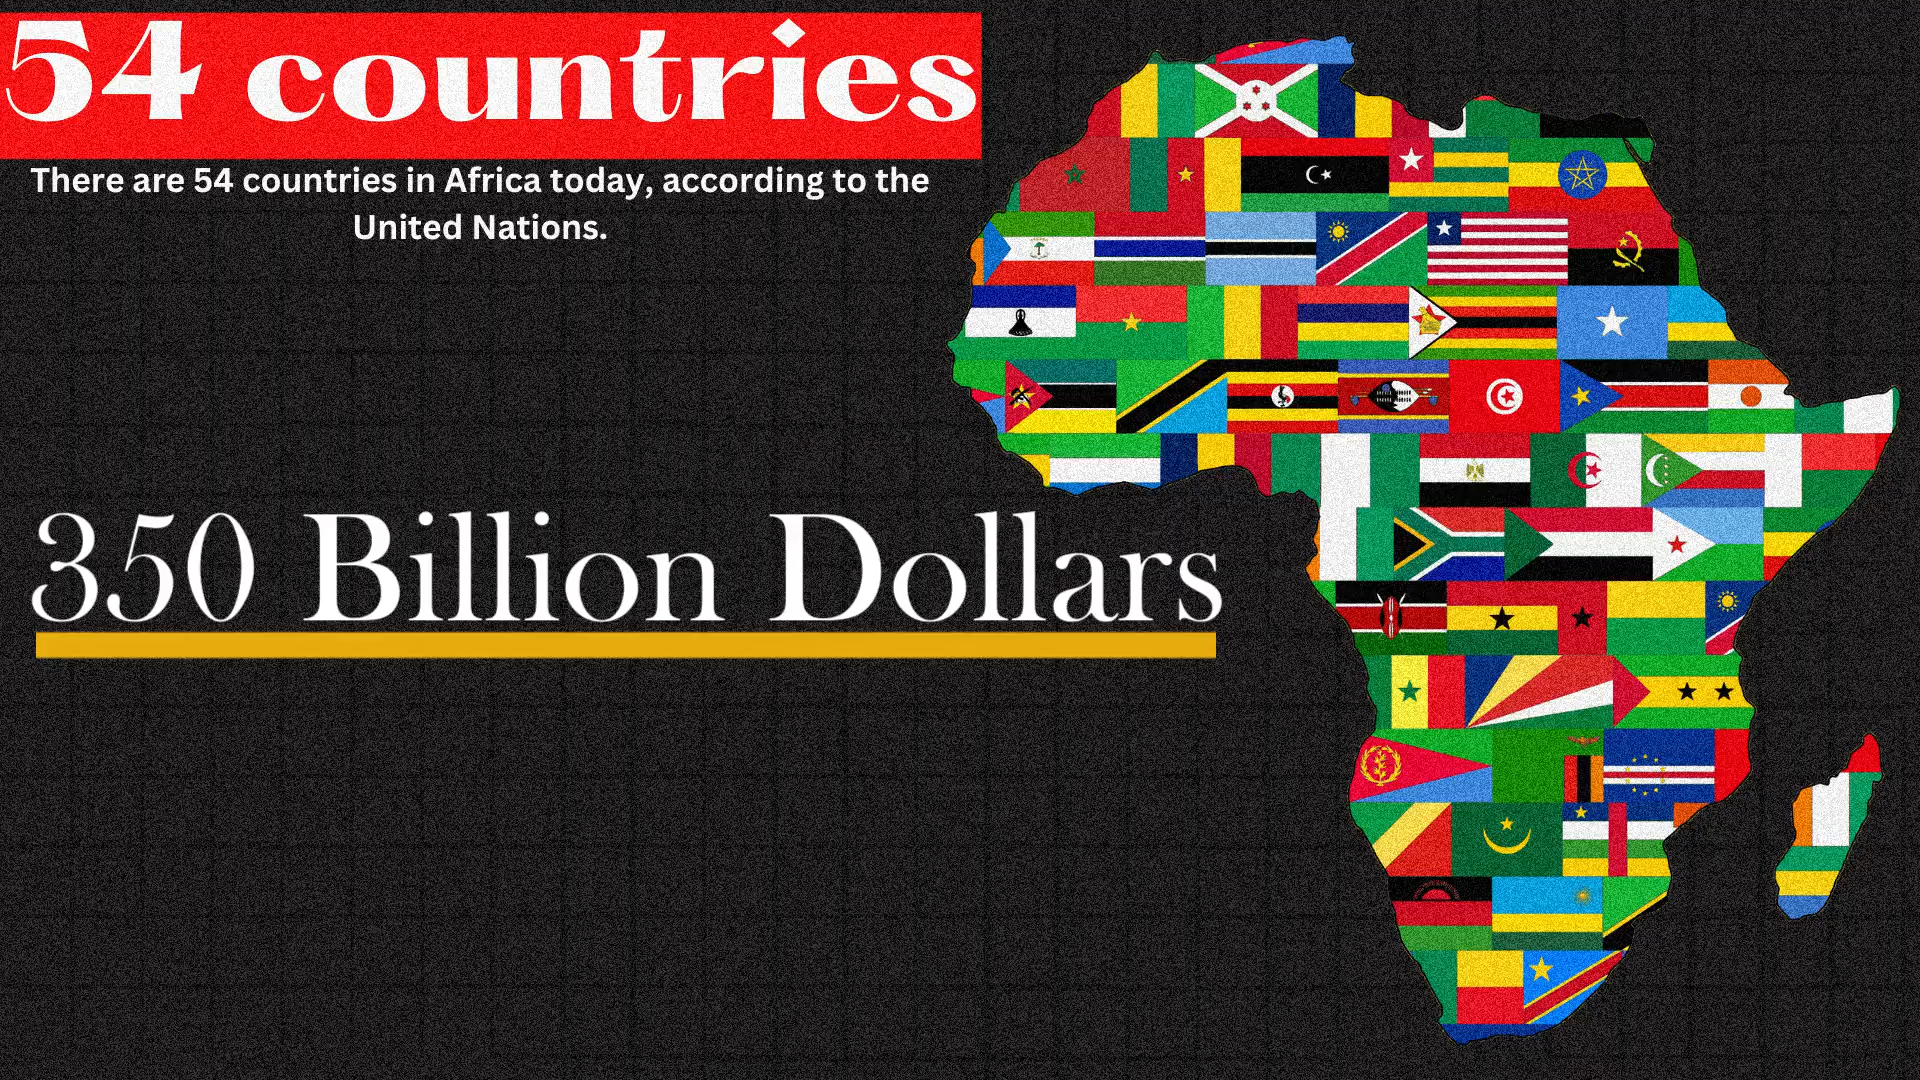 54 countries
There are 54 countries in Africa today, according to the
United Nations.
350 Billion Dollars